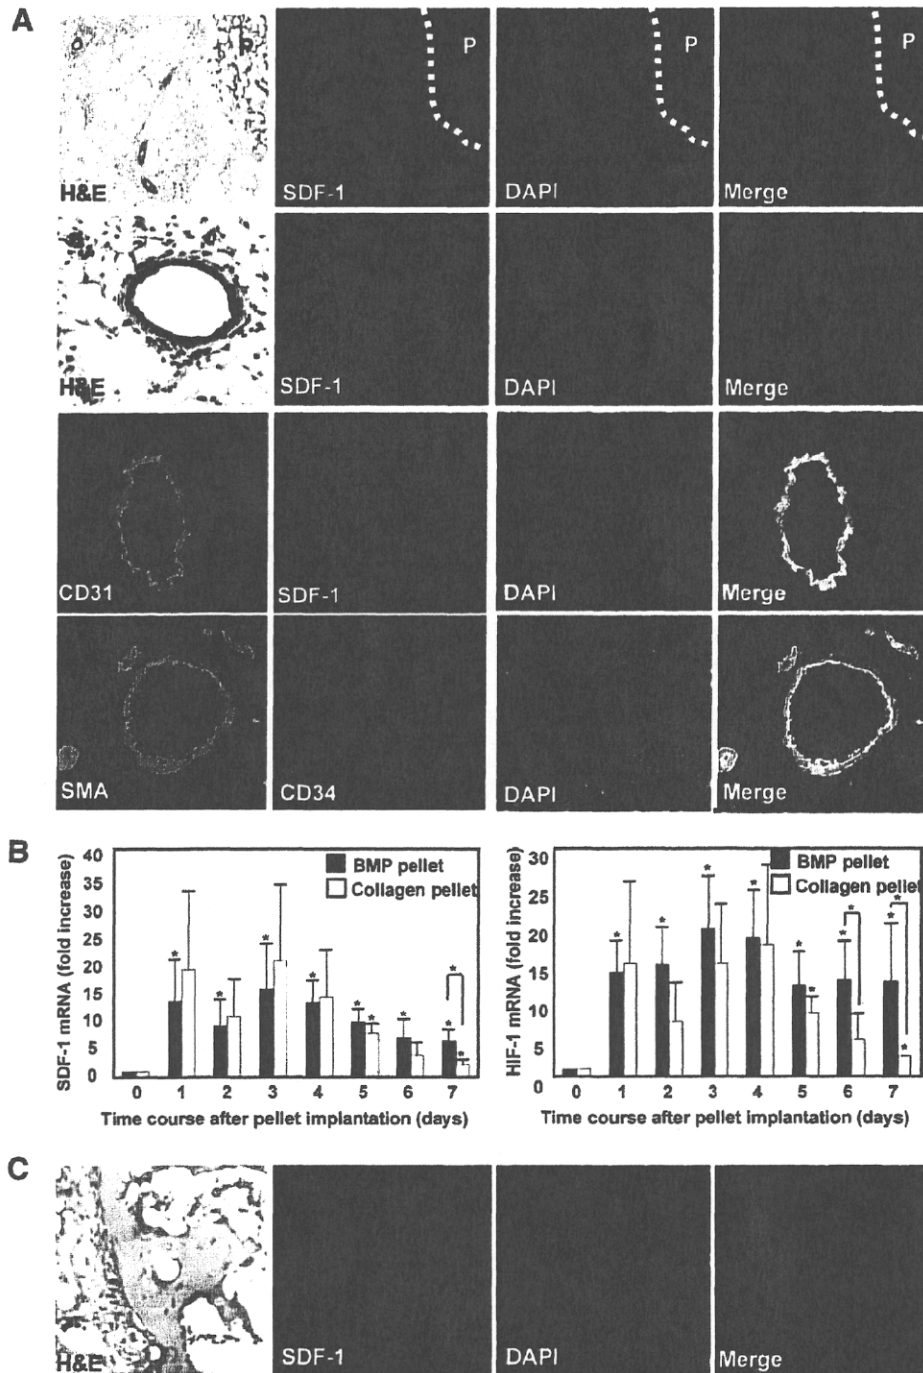 A
P
H&E
P
SDF-1
P
DAPI
P
Merge
H&E
SDF-1
DAPI
Merge
CD31
SDF-1
DAPI
Merge
SMA
CD34
DAPI
Merge
B
SDF-1 mRNA (fold increase)
40
35
30
25
20
15
10
5
0
BMP pellet
Collagen pellet
* * * * * * * * * *
0 1 2 3 4 5 6 7
Time course after pellet implantation (days)
HIF-1 mRNA (fold increase)
30
25
20
15
10
5
0
BMP pellet
Collagen pellet
* * * * * * * * * * *
0 1 2 3 4 5 6 7
Time course after pellet implantation (days)
C
H&E
SDF-1
DAPI
Merge